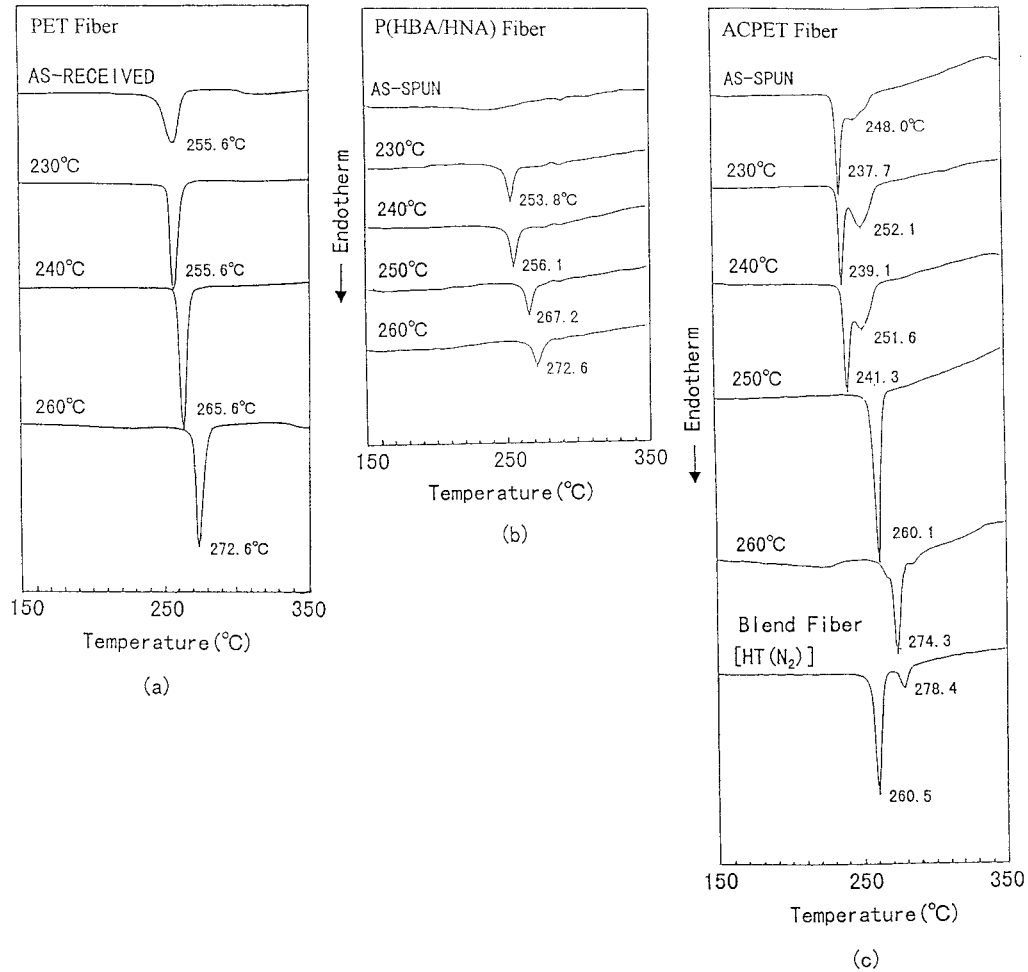 PET Fiber
AS-RECEIVED
255.6℃
230℃
255.6℃
240℃
265.6℃
260℃
272.6℃
150 250 350
Temperature(℃)
(a)
P(HBA/HNA) Fiber
AS-SPUN
230℃
253.8℃
240℃
256.1
250℃
267.2
260℃
272.6
Endotherm
150 250 350
Temperature(℃)
(b)
ACPET Fiber
AS-SPUN
248.0℃
230℃
237.7
252.1
240℃
239.1
251.6
250℃
241.3
260.1
260℃
274.3
Blend Fiber
[HT(N₂)]
278.4
260.5
Endotherm
150 250 350
Temperature(℃)
(c)